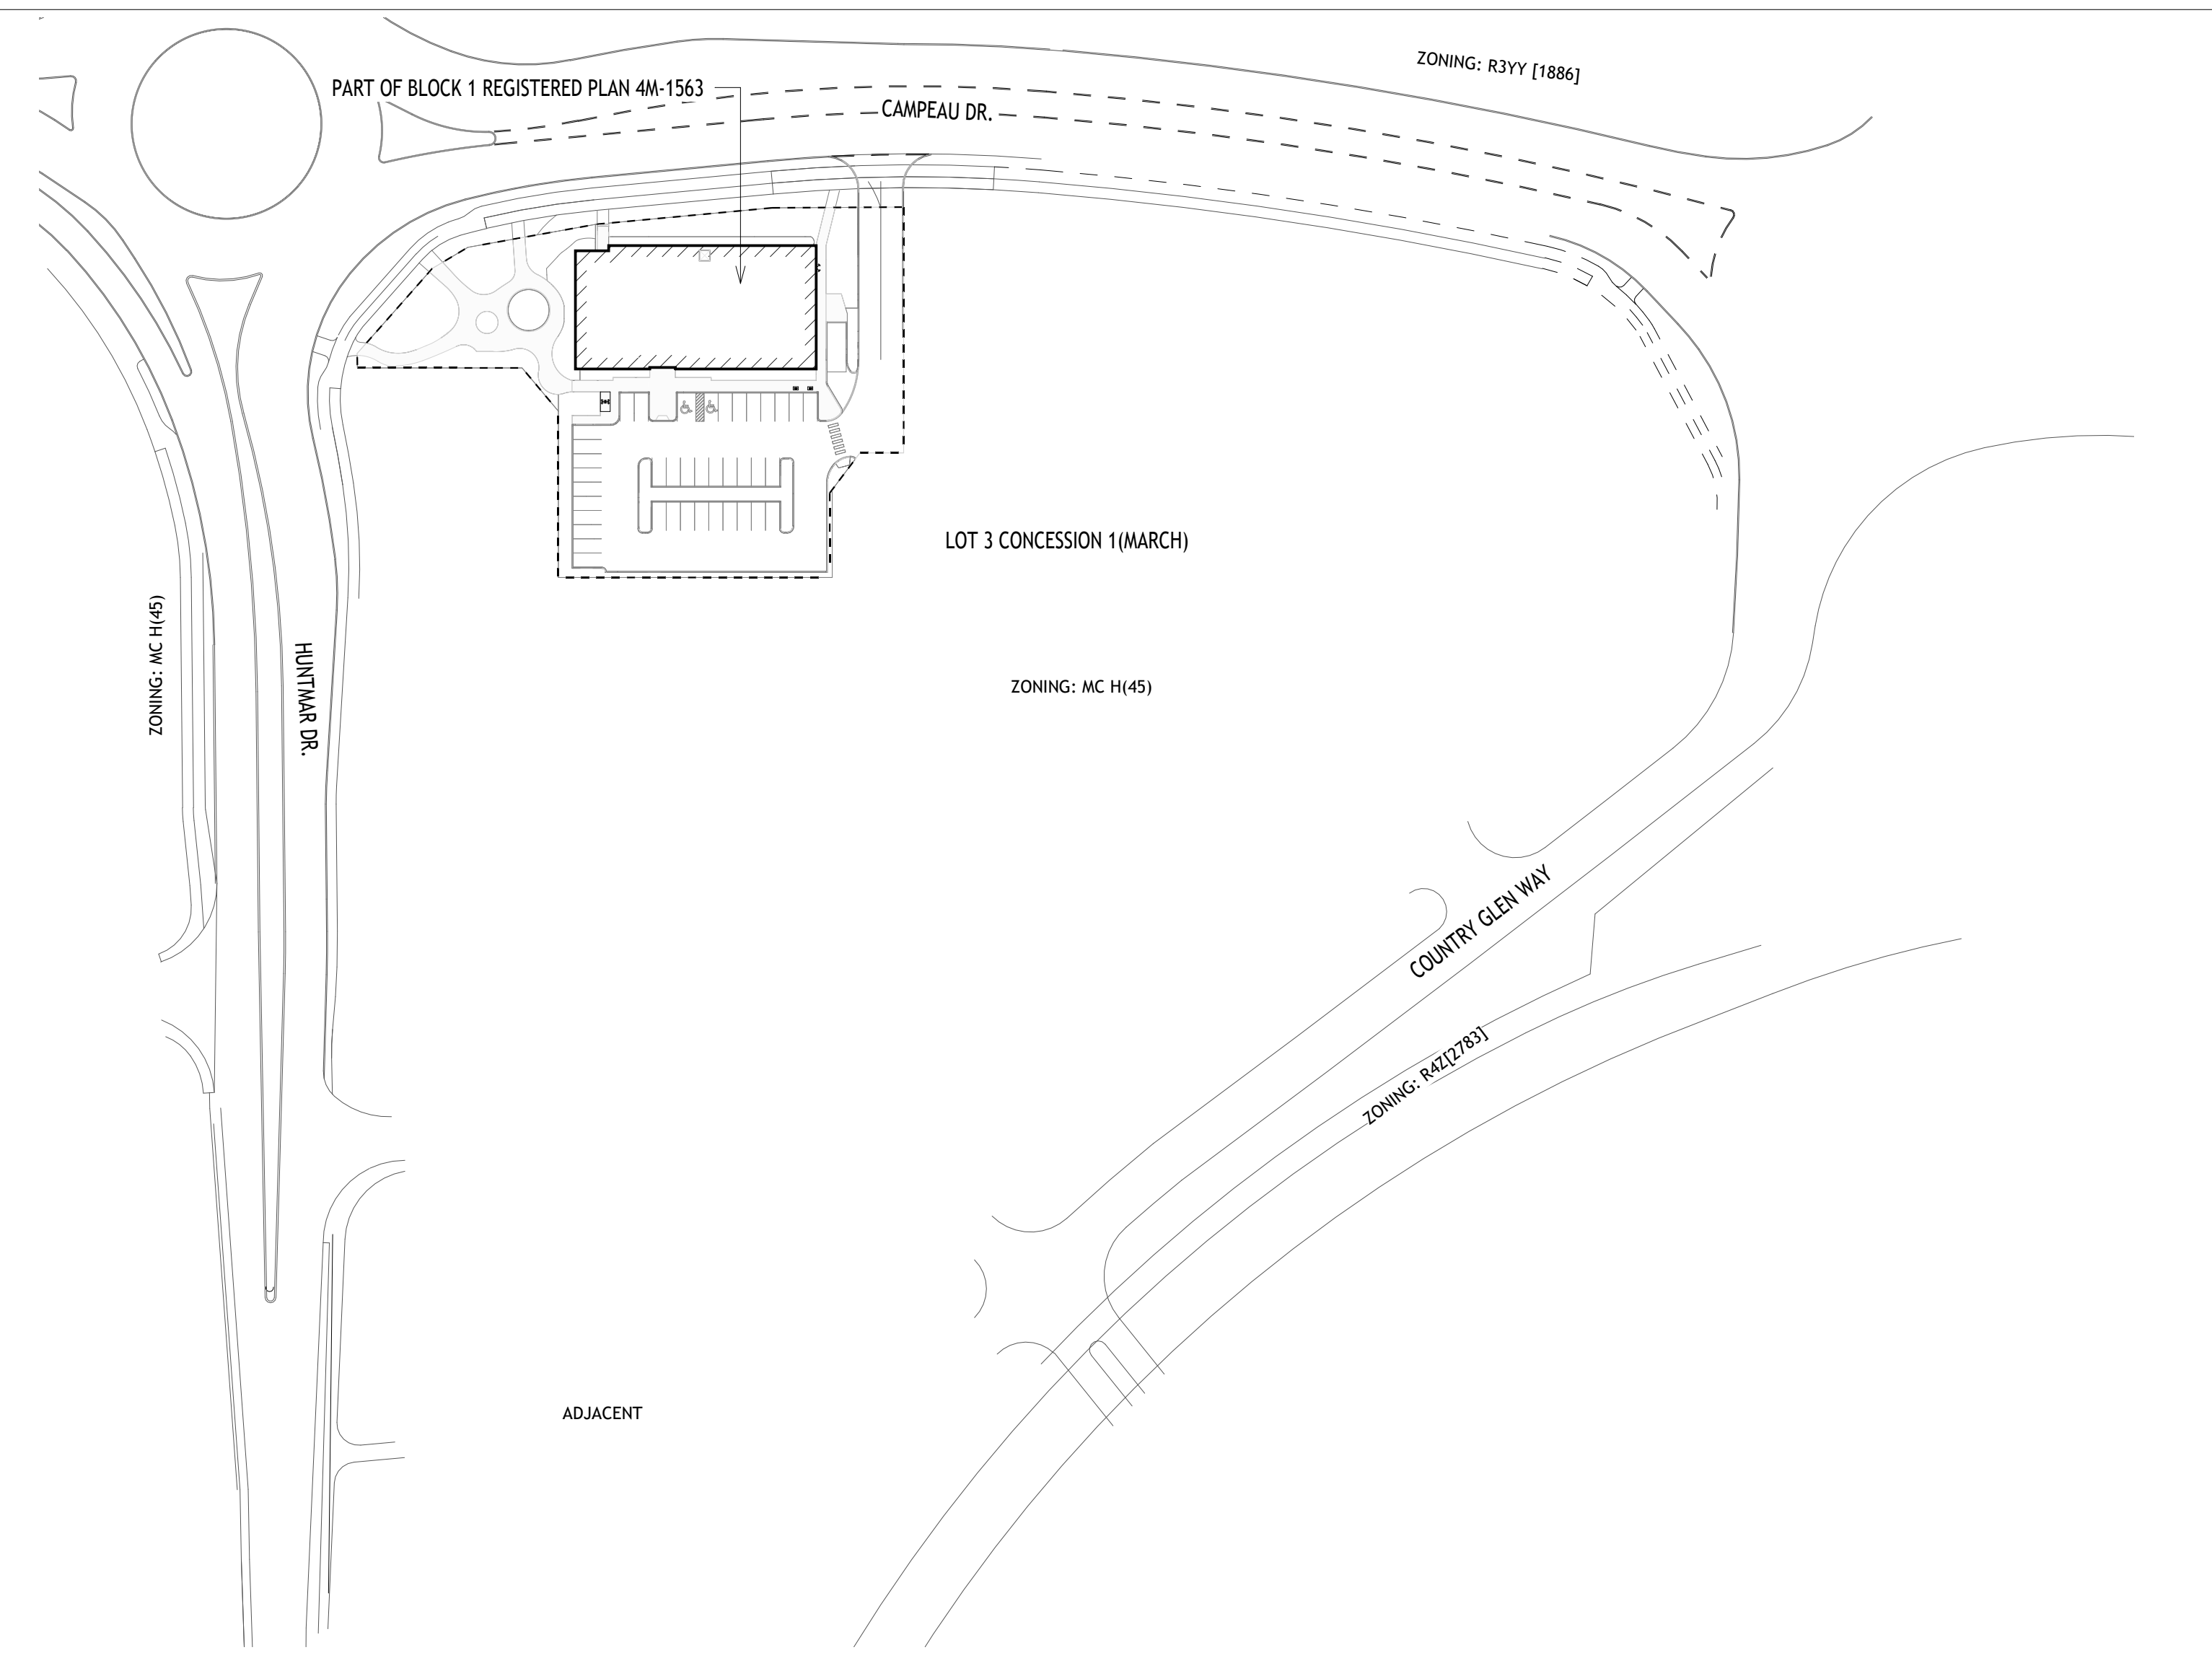 ZONING: R3YY [1886]
PART OF BLOCK 1 REGISTERED PLAN 4M-1563
CAMPEAU DR.
LOT 3 CONCESSION 1(MARCH)
ZONING: MC H(45)
HUNTMAR DR.
ZONING: MC H(45)
COUNTRY GLEN WAY
ZONING: R4Z[2783]
ADJACENT